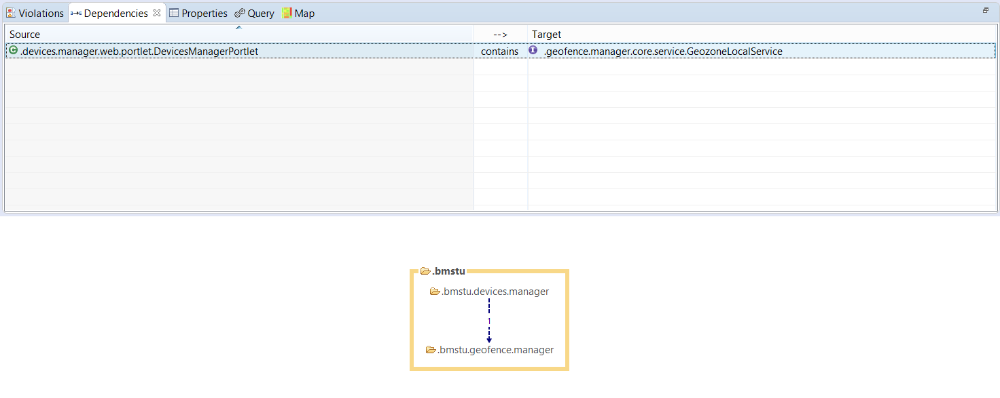 Violations Dependencies Properties Query Map
Source --> Target
C .devices.manager.web.portlet.DevicesManagerPortlet contains I .geofence.manager.core.service.GeozoneLocalService
.bmstu
.bmstu.devices.manager
1
.bmstu.geofence.manager